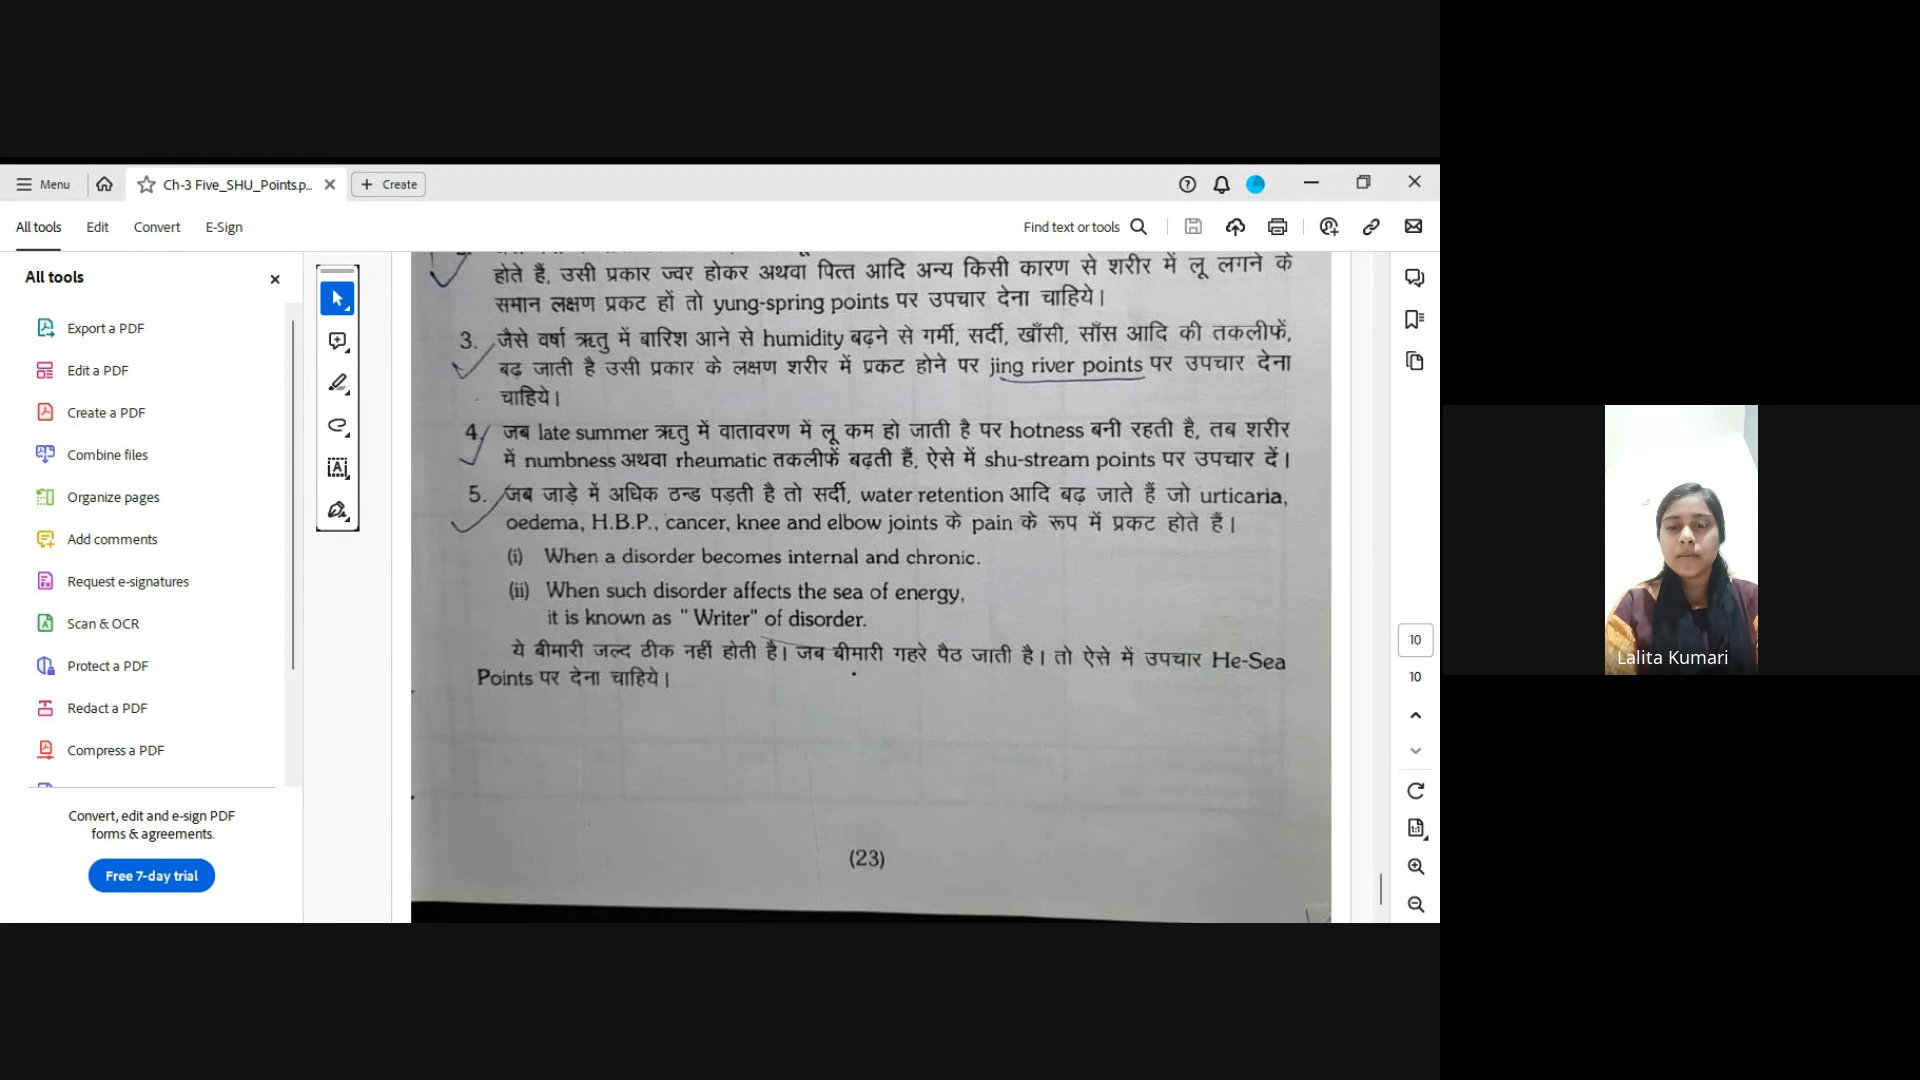 Menu
Ch-3 Five_SHU_Points.p...
Create
All tools Edit Convert E-Sign
Find text or tools
All tools
Export a PDF
Edit a PDF
Create a PDF
Combine files
Organize pages
Add comments
Request e-signatures
Scan & OCR
Protect a PDF
Redact a PDF
Compress a PDF
Convert, edit and e-sign PDF
forms & agreements.
Free 7-day trial
होते हैं, उसी प्रकार ज्वर होकर अथवा पित्त आदि अन्य किसी कारण से शरीर में लू लगने के
समान लक्षण प्रकट हों तो yung-spring points पर उपचार देना चाहिये।
3. जैसे वर्षा ऋतु में बारिश आने से humidity बढ़ने से गर्मी, सर्दी, खाँसी, साँस आदि की तकलीफें,
बढ़ जाती है उसी प्रकार के लक्षण शरीर में प्रकट होने पर jing river points पर उपचार देना
चाहिये।
4. जब late summer ऋतु में वातावरण में लू कम हो जाती है पर hotness बनी रहती है, तब शरीर
में numbness अथवा rheumatic तकलीफें बढ़ती हैं, ऐसे में shu-stream points पर उपचार दें।
5. जब जाड़े में अधिक ठन्ड पड़ती है तो सर्दी, water retention आदि बढ़ जाते हैं जो urticaria,
oedema, H.B.P., cancer, knee and elbow joints के pain के रूप में प्रकट होते हैं।
(i) When a disorder becomes internal and chronic.
(ii) When such disorder affects the sea of energy,
it is known as " Writer" of disorder.
ये बीमारी जल्द ठीक नहीं होती है। जब बीमारी गहरे पैठ जाती है। तो ऐसे में उपचार He-Sea
Points पर देना चाहिये।
(23)
10
10
Lalita Kumari